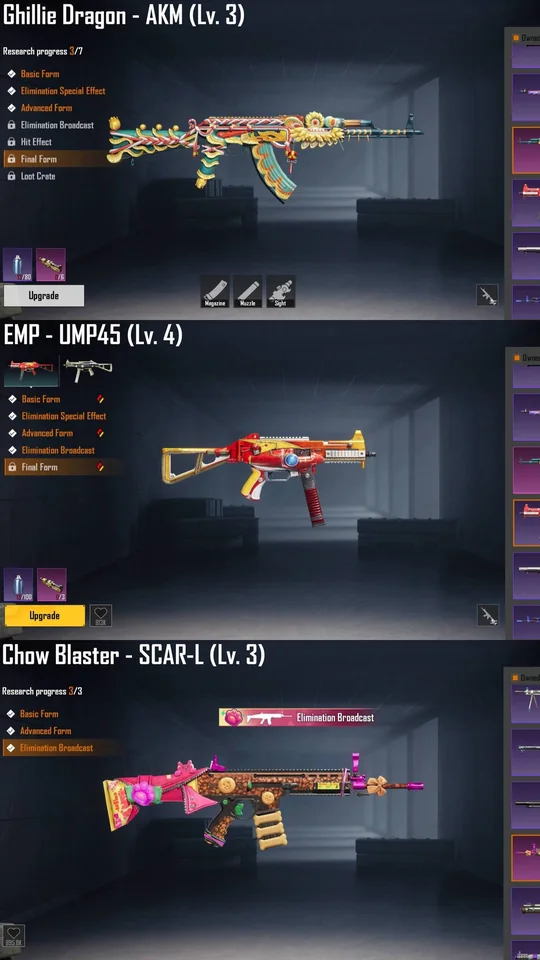 Ghillie Dragon - AKM (Lv. 3)
Research progress 3/7
Basic Form
Elimination Special Effect
Advanced Form
Elimination Broadcast
Hit Effect
Final Form
Loot Crate
/80
/6
Upgrade
Magazine
Muzzle
Sight
Owned
EMP - UMP45 (Lv. 4)
Basic Form
Elimination Special Effect
Advanced Form
Elimination Broadcast
Final Form
/100
/3
Upgrade
Owned
Chow Blaster - SCAR-L (Lv. 3)
Research progress 3/3
Basic Form
Advanced Form
Elimination Broadcast
Elimination Broadcast
Owned